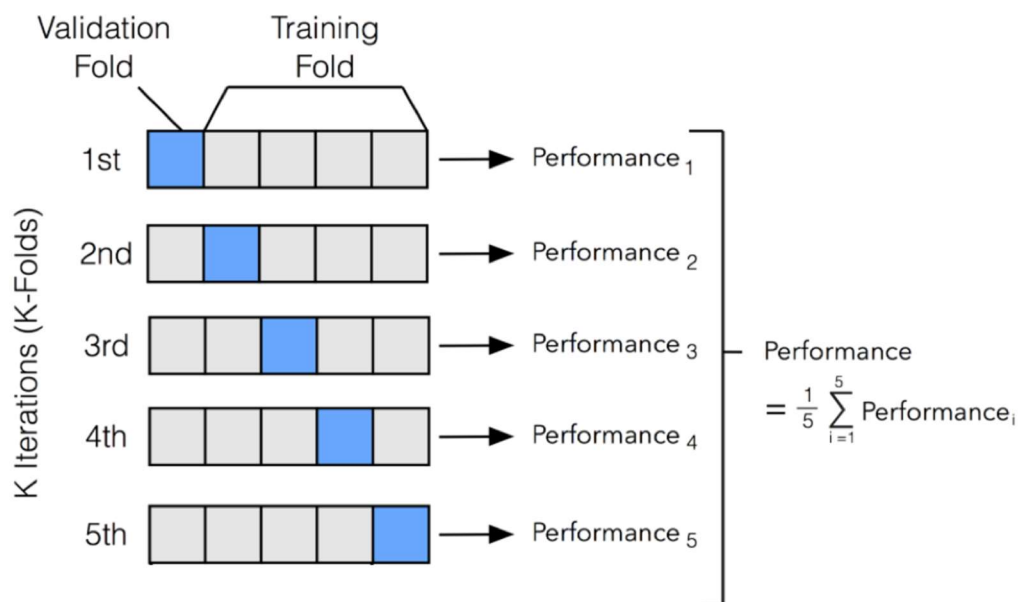 Validation
Fold
Training
Fold
K Iterations (K-Folds)
1st
Performance 1
2nd
Performance 2
3rd
Performance 3
4th
Performance 4
5th
Performance 5
Performance
= 1/5 5∑i=1 Performancei